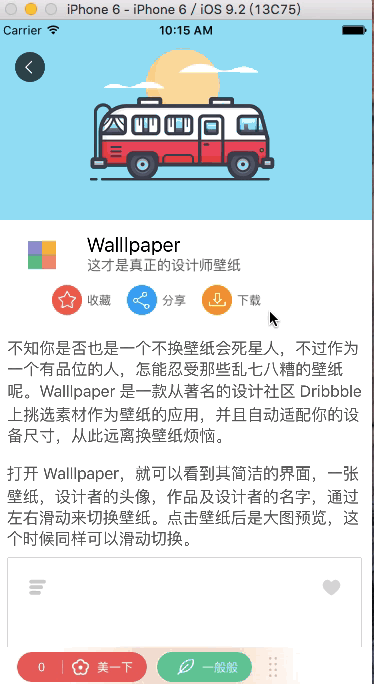 iPhone 6 - iPhone 6 / iOS 9.2 (13C75)
Carrier 10:15 AM
Walllpaper
这才是真正的设计师壁纸
收藏 分享 下载
不知你是否也是一个不换壁纸会死星人，不过作为
一个有品位的人，怎能忍受那些乱七八糟的壁纸
呢。Walllpaper 是一款从著名的设计社区 Dribbble
上挑选素材作为壁纸的应用，并且自动适配你的设
备尺寸，从此远离换壁纸烦恼。
打开 Walllpaper，就可以看到其简洁的界面，一张
壁纸，设计者的头像，作品及设计者的名字，通过
左右滑动来切换壁纸。点击壁纸后是大图预览，这
个时候同样可以滑动切换。
0 美一下 一般般